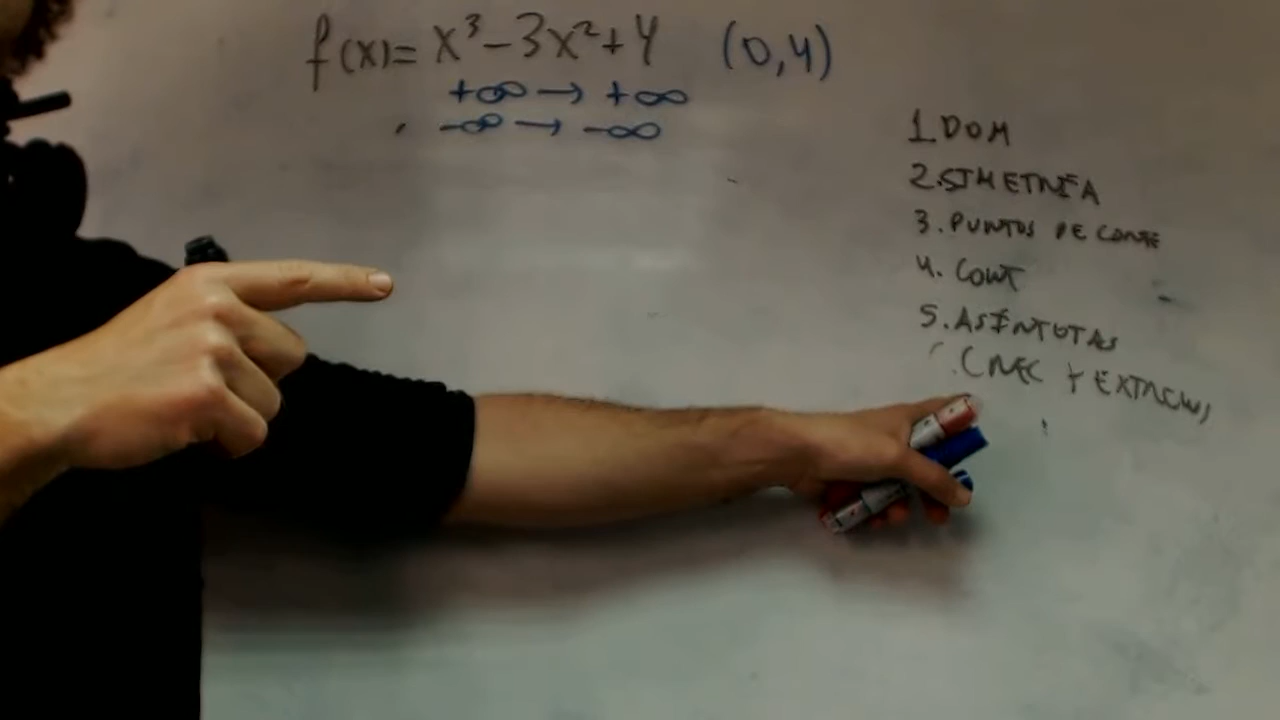 f(x)= x³-3x²+4 (0,4)
+∞ → +∞
-∞ → -∞
1. DOM
2. SIMETRÍA
3. PUNTOS DE CORTE
4. CONT
5. ASÍNTOTAS
CREC Y EXTREMOS